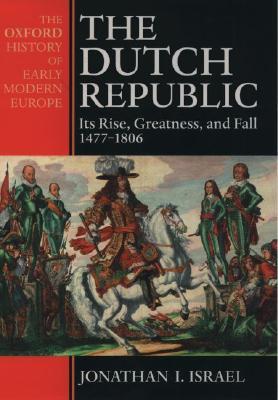 THE
OXFORD
HISTORY
OF
EARLY
MODERN
EUROPE
THE
DUTCH
REPUBLIC
Its Rise, Greatness, and Fall
1477–1806
JONATHAN I. ISRAEL